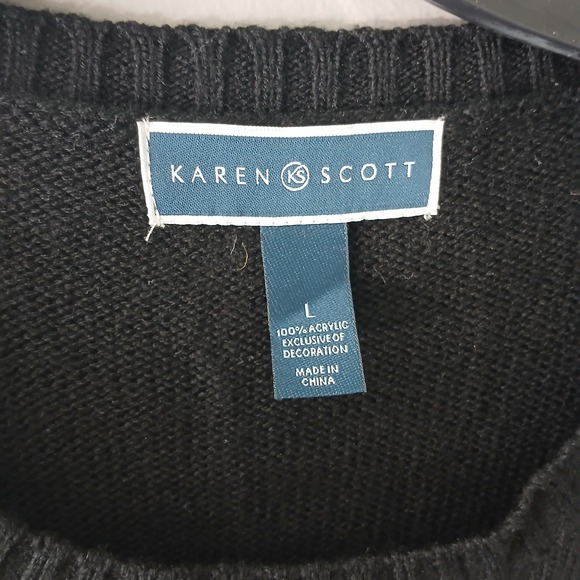 KAREN KS SCOTT
L
100% ACRYLIC
EXCLUSIVE OF
DECORATION
MADE IN
CHINA